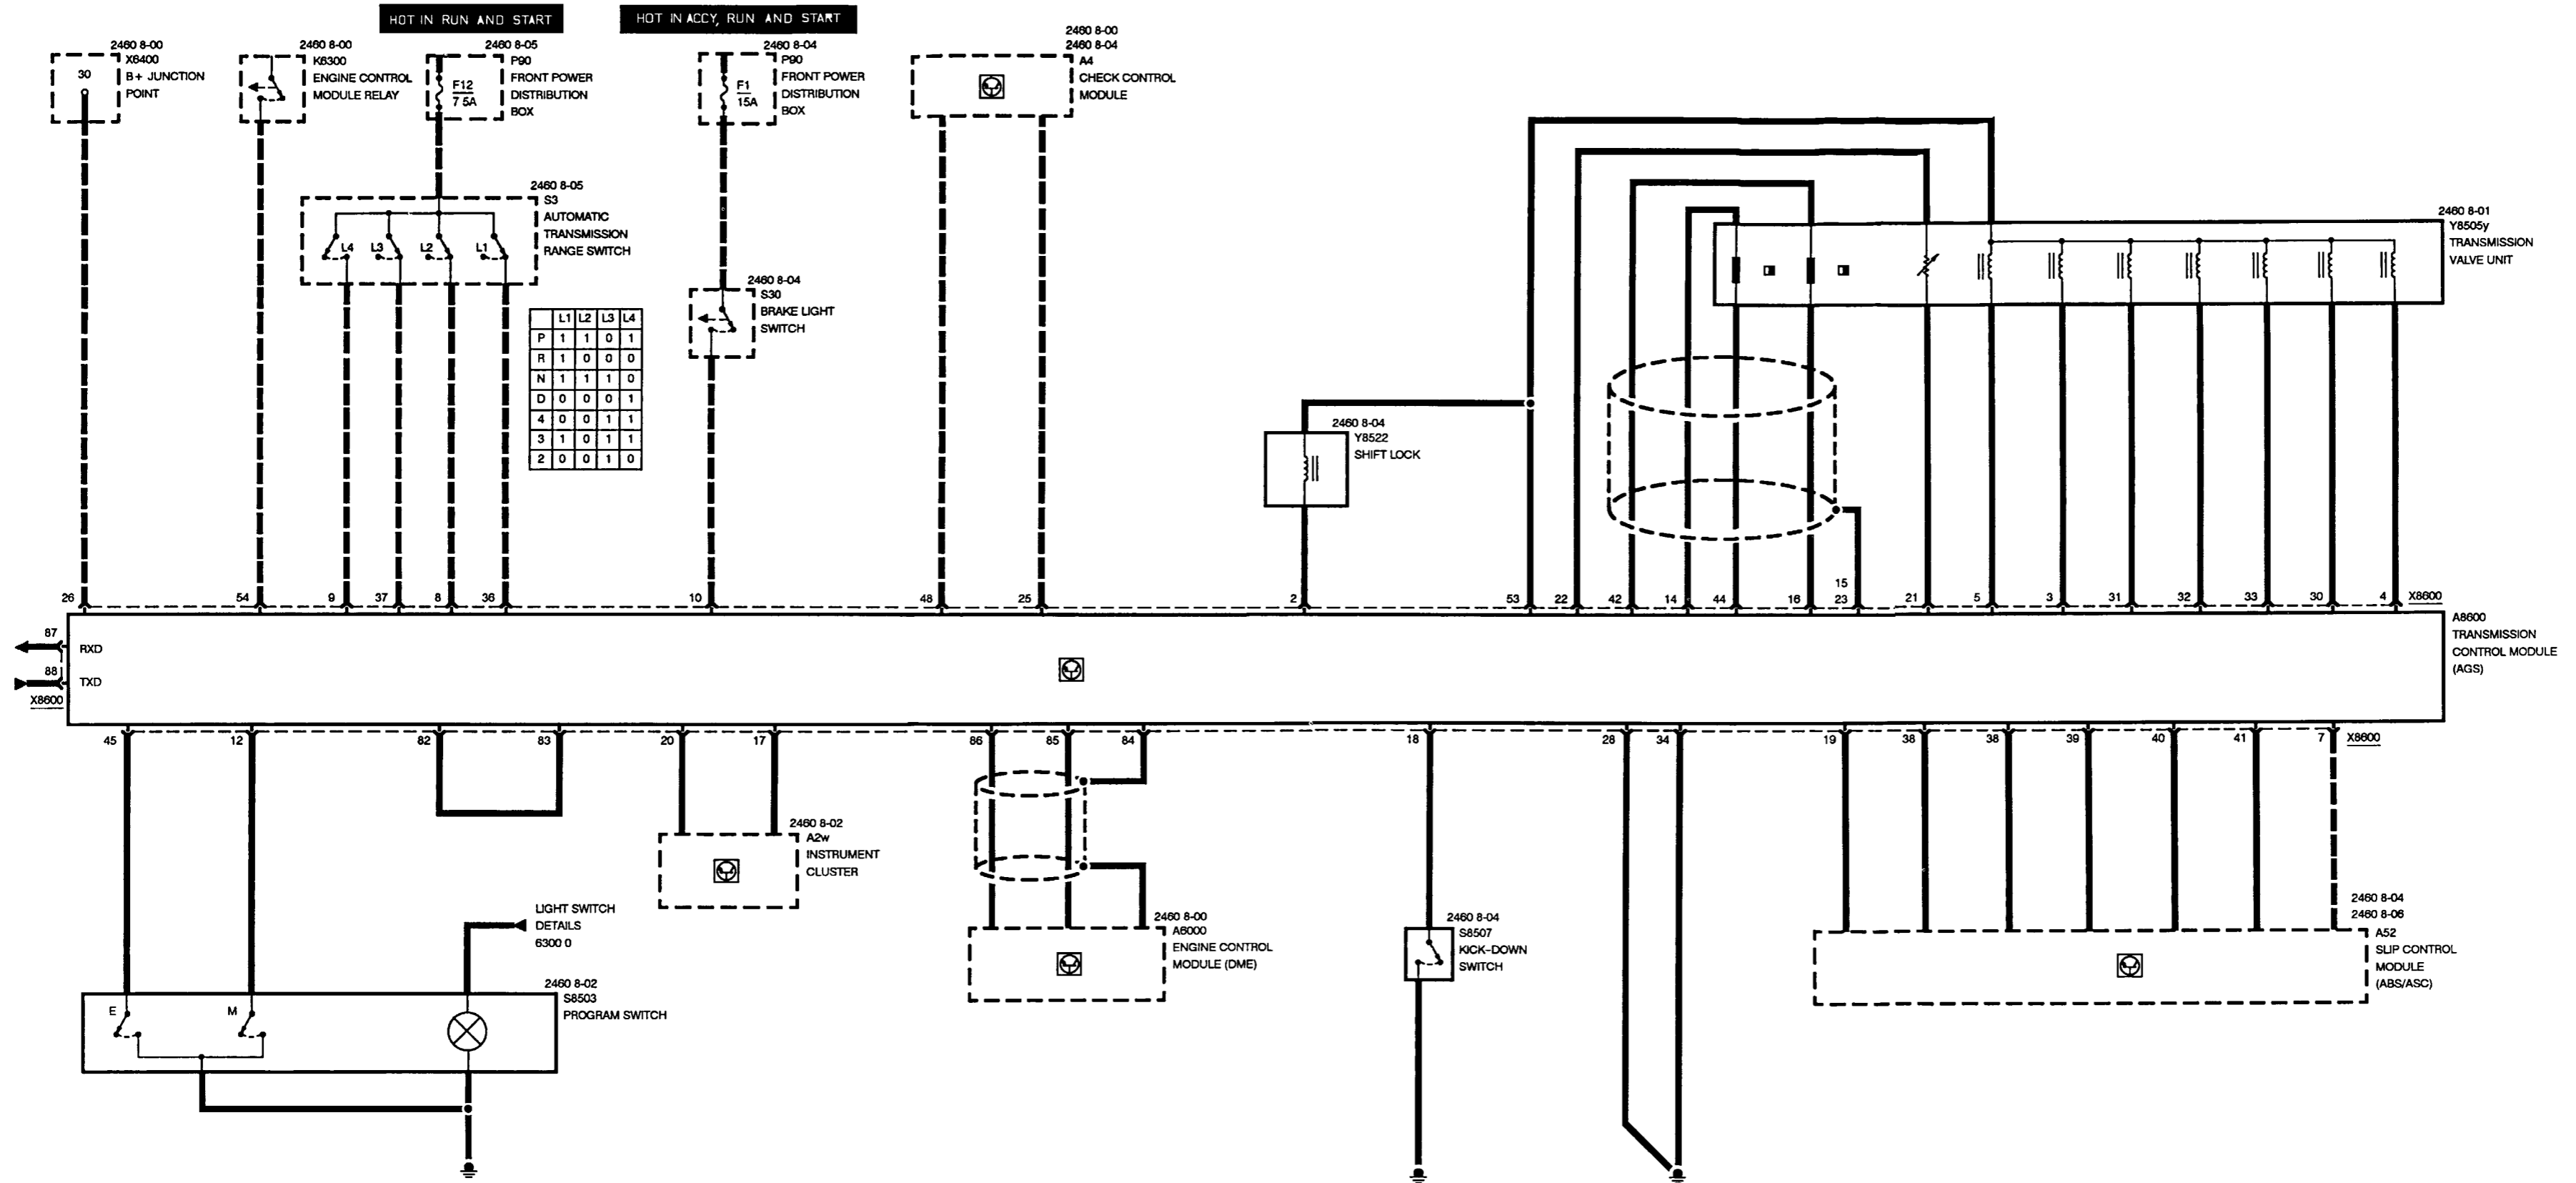 HOT IN RUN AND START
HOT IN ACCY, RUN AND START
2460 8-00
X6400
B+ JUNCTION
POINT
30
2460 8-00
K6300
ENGINE CONTROL
MODULE RELAY
2460 8-05
P90
FRONT POWER
DISTRIBUTION
BOX
F12
7 5A
2460 8-04
P90
FRONT POWER
DISTRIBUTION
BOX
F1
15A
2460 8-00
2460 8-04
A4
CHECK CONTROL
MODULE
2460 8-05
S3
AUTOMATIC
TRANSMISSION
RANGE SWITCH
L4 L3 L2 L1
L1 L2 L3 L4
P 1 1 0 1
R 1 0 0 0
N 1 1 1 0
D 0 0 0 1
4 0 0 1 1
3 1 0 1 1
2 0 0 1 0
2460 8-04
S30
BRAKE LIGHT
SWITCH
2460 8-04
Y8522
SHIFT LOCK
2460 8-01
Y8505y
TRANSMISSION
VALVE UNIT
15
26 54 9 37 8 36 10 48 25 2 53 22 42 14 44 16 23 21 5 3 31 32 33 30 4 X8600
87
RXD
88
TXD
X8600
A8600
TRANSMISSION
CONTROL MODULE
(AGS)
45 12 82 83 20 17 86 85 84 18 28 34 19 38 38 39 40 41 7 X8600
2460 8-02
A2w
INSTRUMENT
CLUSTER
LIGHT SWITCH
DETAILS
6300 0
2460 8-00
A6000
ENGINE CONTROL
MODULE (DME)
2460 8-04
S8507
KICK-DOWN
SWITCH
2460 8-04
2460 8-06
A52
SLIP CONTROL
MODULE
(ABS/ASC)
2460 8-02
S8503
PROGRAM SWITCH
E M